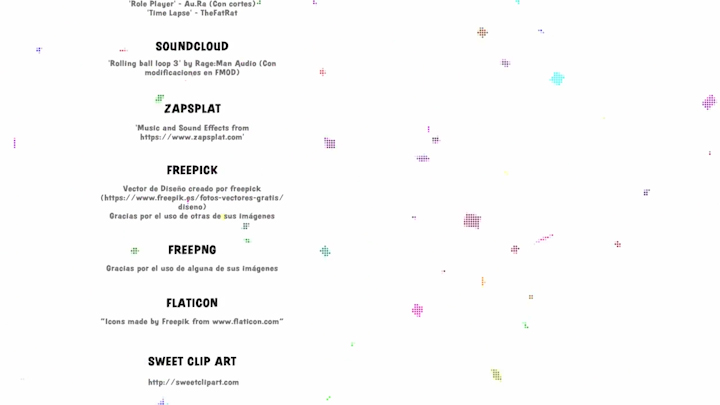 'Role Player' - Au.Ra (Con cortes)
'Time Lapse' - TheFatRat
SOUNDCLOUD
'Rolling ball loop 3' by Rage:Man Audio (Con
modificaciones en FMOD)
ZAPSPLAT
'Music and Sound Effects from
https://www.zapsplat.com'
FREEPICK
Vector de Diseño creado por freepick
(https://www.freepik.es/fotos-vectores-gratis/
diseno)
Gracias por el uso de otras de sus imágenes
FREEPNG
Gracias por el uso de alguna de sus imágenes
FLATICON
"Icons made by Freepik from www.flaticon.com"
SWEET CLIP ART
http://sweetclipart.com